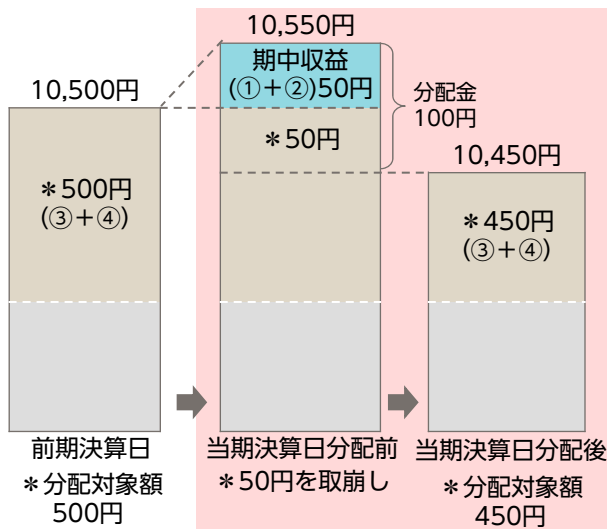 10,550円
期中収益
(①+②)50円
分配金
100円
10,500円
*50円
10,450円
*500円
(③+④)
*450円
(③+④)
前期決算日
当期決算日分配前
当期決算日分配後
*分配対象額
500円
*50円を取崩し
*分配対象額
450円